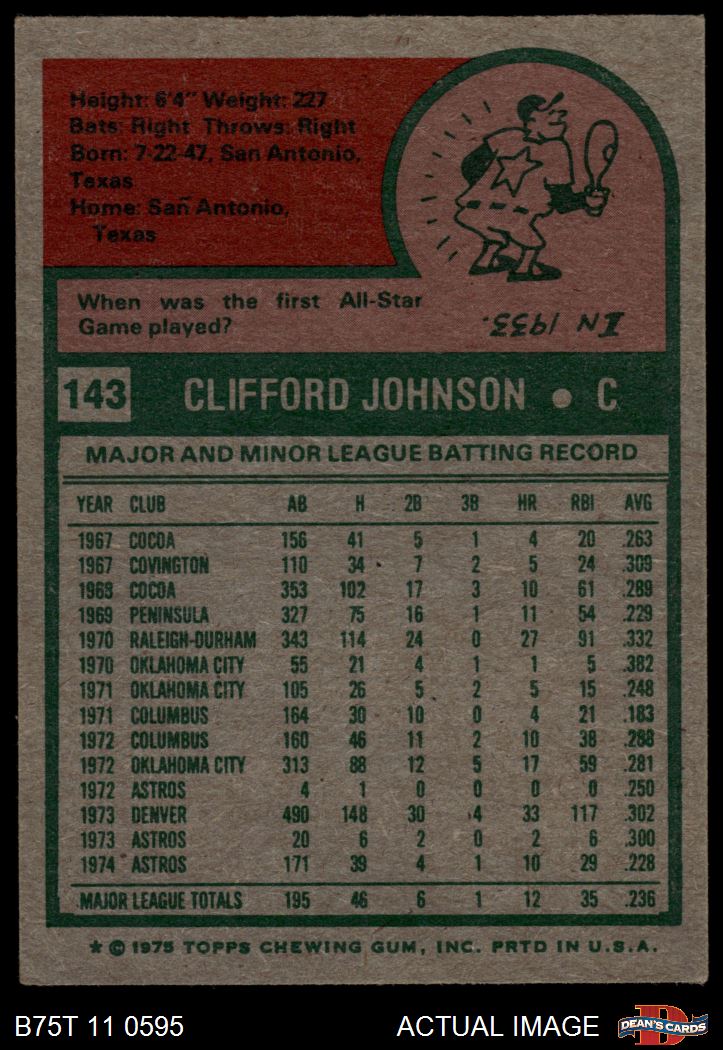 Height: 6'4" Weight: 227
Bats: Right Throws: Right
Born: 7-22-47, San Antonio,
Texas
Home: San Antonio,
Texas
When was the first All-Star
Game played?
IN 1933.
143 CLIFFORD JOHNSON • C
MAJOR AND MINOR LEAGUE BATTING RECORD
YEAR CLUB AB H 2B 3B HR RBI AVG
1967 COCOA 156 41 5 1 4 20 .263
1967 COVINGTON 110 34 7 2 5 24 .309
1968 COCOA 353 102 17 3 10 61 .289
1969 PENINSULA 327 75 16 1 11 54 .229
1970 RALEIGH-DURHAM 343 114 24 0 27 91 .332
1970 OKLAHOMA CITY 55 21 4 1 1 5 .382
1971 OKLAHOMA CITY 105 26 5 2 5 15 .248
1971 COLUMBUS 164 30 10 0 4 21 .183
1972 COLUMBUS 160 46 11 2 10 38 .288
1972 OKLAHOMA CITY 313 88 12 5 17 59 .281
1972 ASTROS 4 1 0 0 0 0 .250
1973 DENVER 490 148 30 4 33 117 .302
1973 ASTROS 20 6 2 0 2 6 .300
1974 ASTROS 171 39 4 1 10 29 .228
MAJOR LEAGUE TOTALS 195 46 6 1 12 35 .236
* © 1975 TOPPS CHEWING GUM, INC. PRTD IN U.S.A.
B75T 11 0595 ACTUAL IMAGE D DEAN'S CARDS